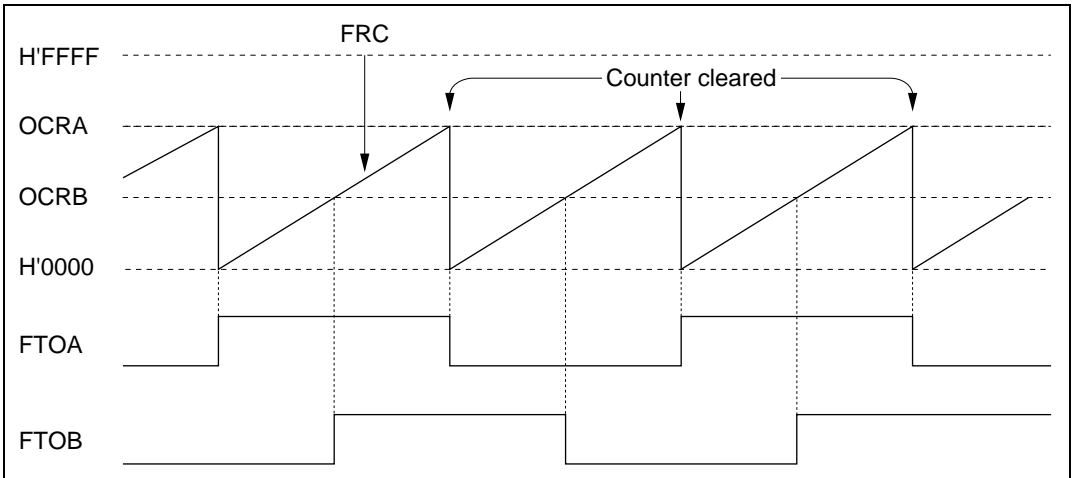 FRC
H'FFFF
Counter cleared
OCRA
OCRB
H'0000
FTOA
FTOB